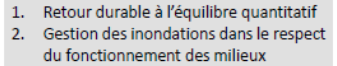 1. Retour durable à l'équilibre quantitatif
2. Gestion des inondations dans le respect
du fonctionnement des milieux